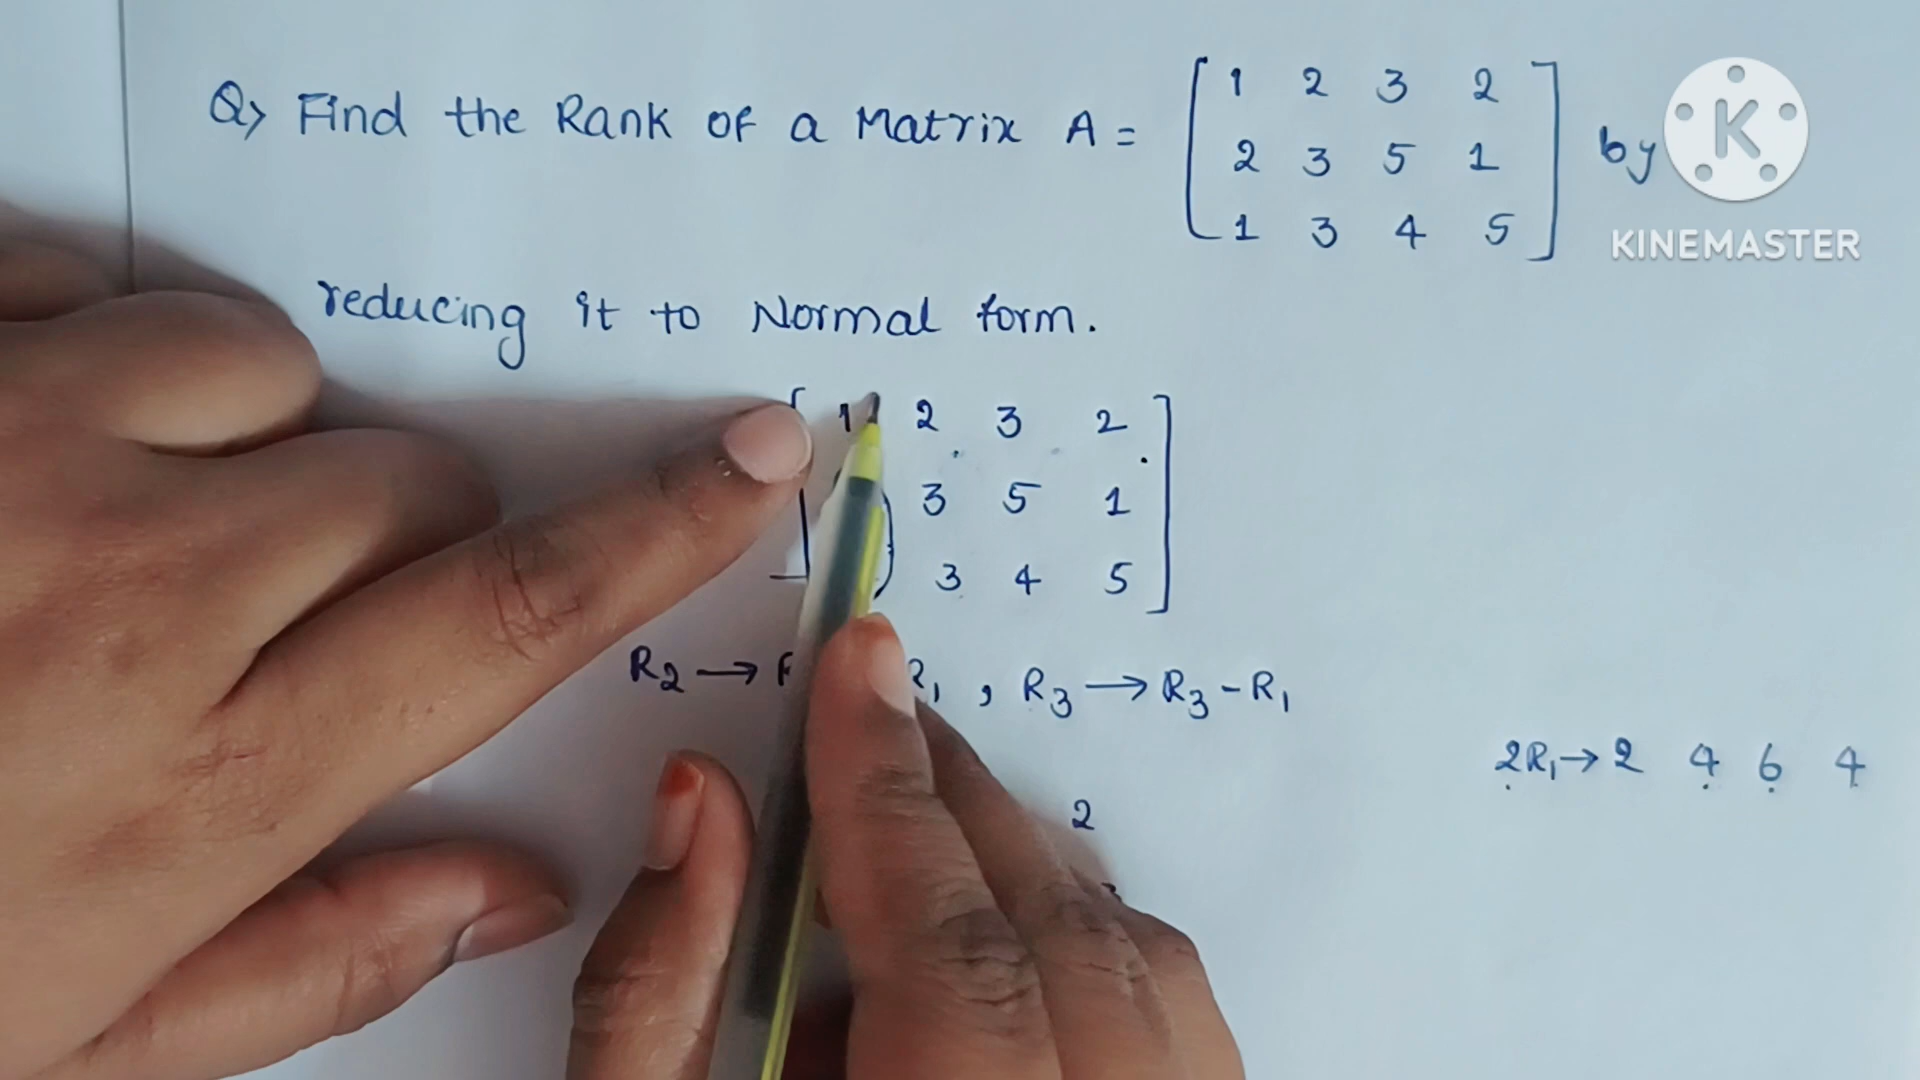 Q> Find the Rank of a Matrix A = [ 1 2 3 2 ] by
2 3 5 1
1 3 4 5
K
KINEMASTER
reducing it to Normal form.
1 2 3 2
3 5 1
3 4 5
R2 → R1 , R3 → R3 - R1
2R1 → 2 4 6 4
2